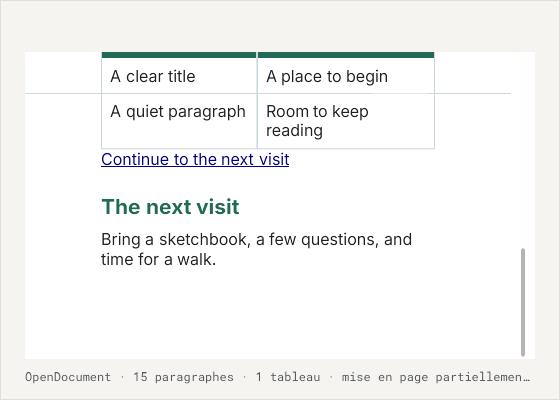 A clear title
A place to begin
A quiet paragraph
Room to keep
reading
Continue to the next visit
The next visit
Bring a sketchbook, a few questions, and
time for a walk.
OpenDocument · 15 paragraphes · 1 tableau · mise en page partiellemen…